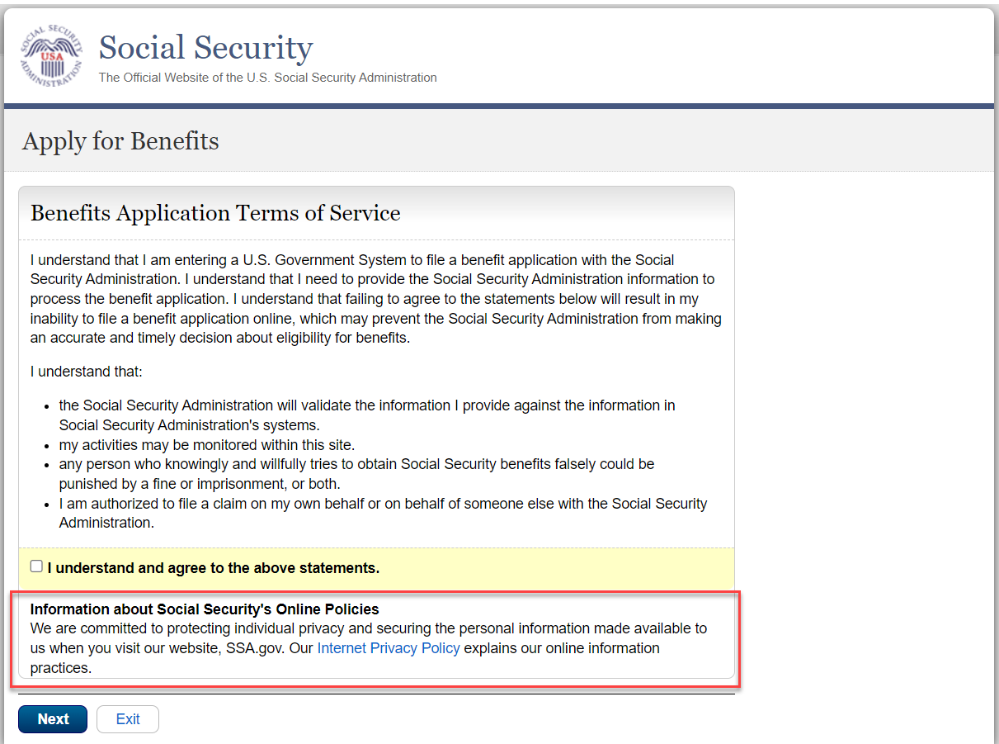 SOCIAL SECURITY ADMINISTRATION
USA
Social Security
The Official Website of the U.S. Social Security Administration
Apply for Benefits
Benefits Application Terms of Service
I understand that I am entering a U.S. Government System to file a benefit application with the Social
Security Administration. I understand that I need to provide the Social Security Administration information to
process the benefit application. I understand that failing to agree to the statements below will result in my
inability to file a benefit application online, which may prevent the Social Security Administration from making
an accurate and timely decision about eligibility for benefits.
I understand that:
• the Social Security Administration will validate the information I provide against the information in
Social Security Administration's systems.
• my activities may be monitored within this site.
• any person who knowingly and willfully tries to obtain Social Security benefits falsely could be
punished by a fine or imprisonment, or both.
• I am authorized to file a claim on my own behalf or on behalf of someone else with the Social Security
Administration.
I understand and agree to the above statements.
Information about Social Security's Online Policies
We are committed to protecting individual privacy and securing the personal information made available to
us when you visit our website, SSA.gov. Our Internet Privacy Policy explains our online information
practices.
Next
Exit